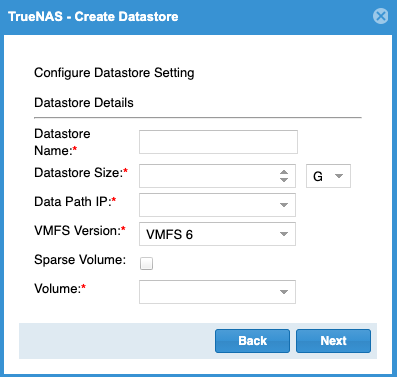 TrueNAS - Create Datastore
Configure Datastore Setting
Datastore Details
Datastore
Name:*
Datastore Size:*
G
Data Path IP:*
VMFS Version:*
VMFS 6
Sparse Volume:
Volume:*
Back
Next